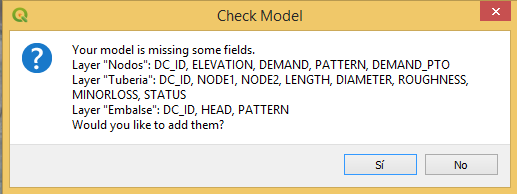 Check Model
Your model is missing some fields.
Layer "Nodos": DC_ID, ELEVATION, DEMAND, PATTERN, DEMAND_PTO
Layer "Tuberia": DC_ID, NODE1, NODE2, LENGTH, DIAMETER, ROUGHNESS,
MINORLOSS, STATUS
Layer "Embalse": DC_ID, HEAD, PATTERN
Would you like to add them?
Sí
No